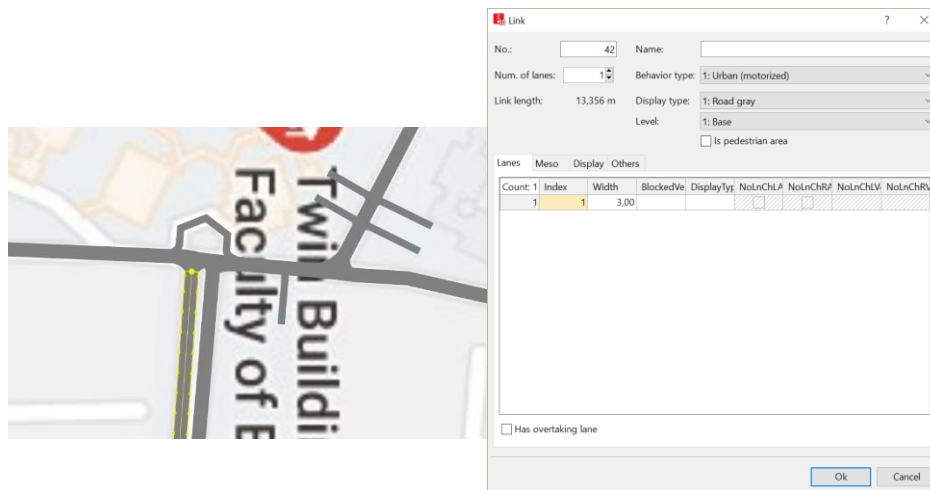 Twin Buildi
Faculty of E
Link
?
No.:
42
Name:
Num. of lanes:
1
Behavior type:
1: Urban (motorized)
Link length:
13,356 m
Display type:
1: Road gray
Level:
1: Base
Is pedestrian area
Lanes Meso Display Others
Count: 1 Index Width BlockedVe DisplayTyp NoLnChLA NoLnChRA NoLnChLV NoLnChRV
1 1 3,00
Has overtaking lane
Ok Cancel